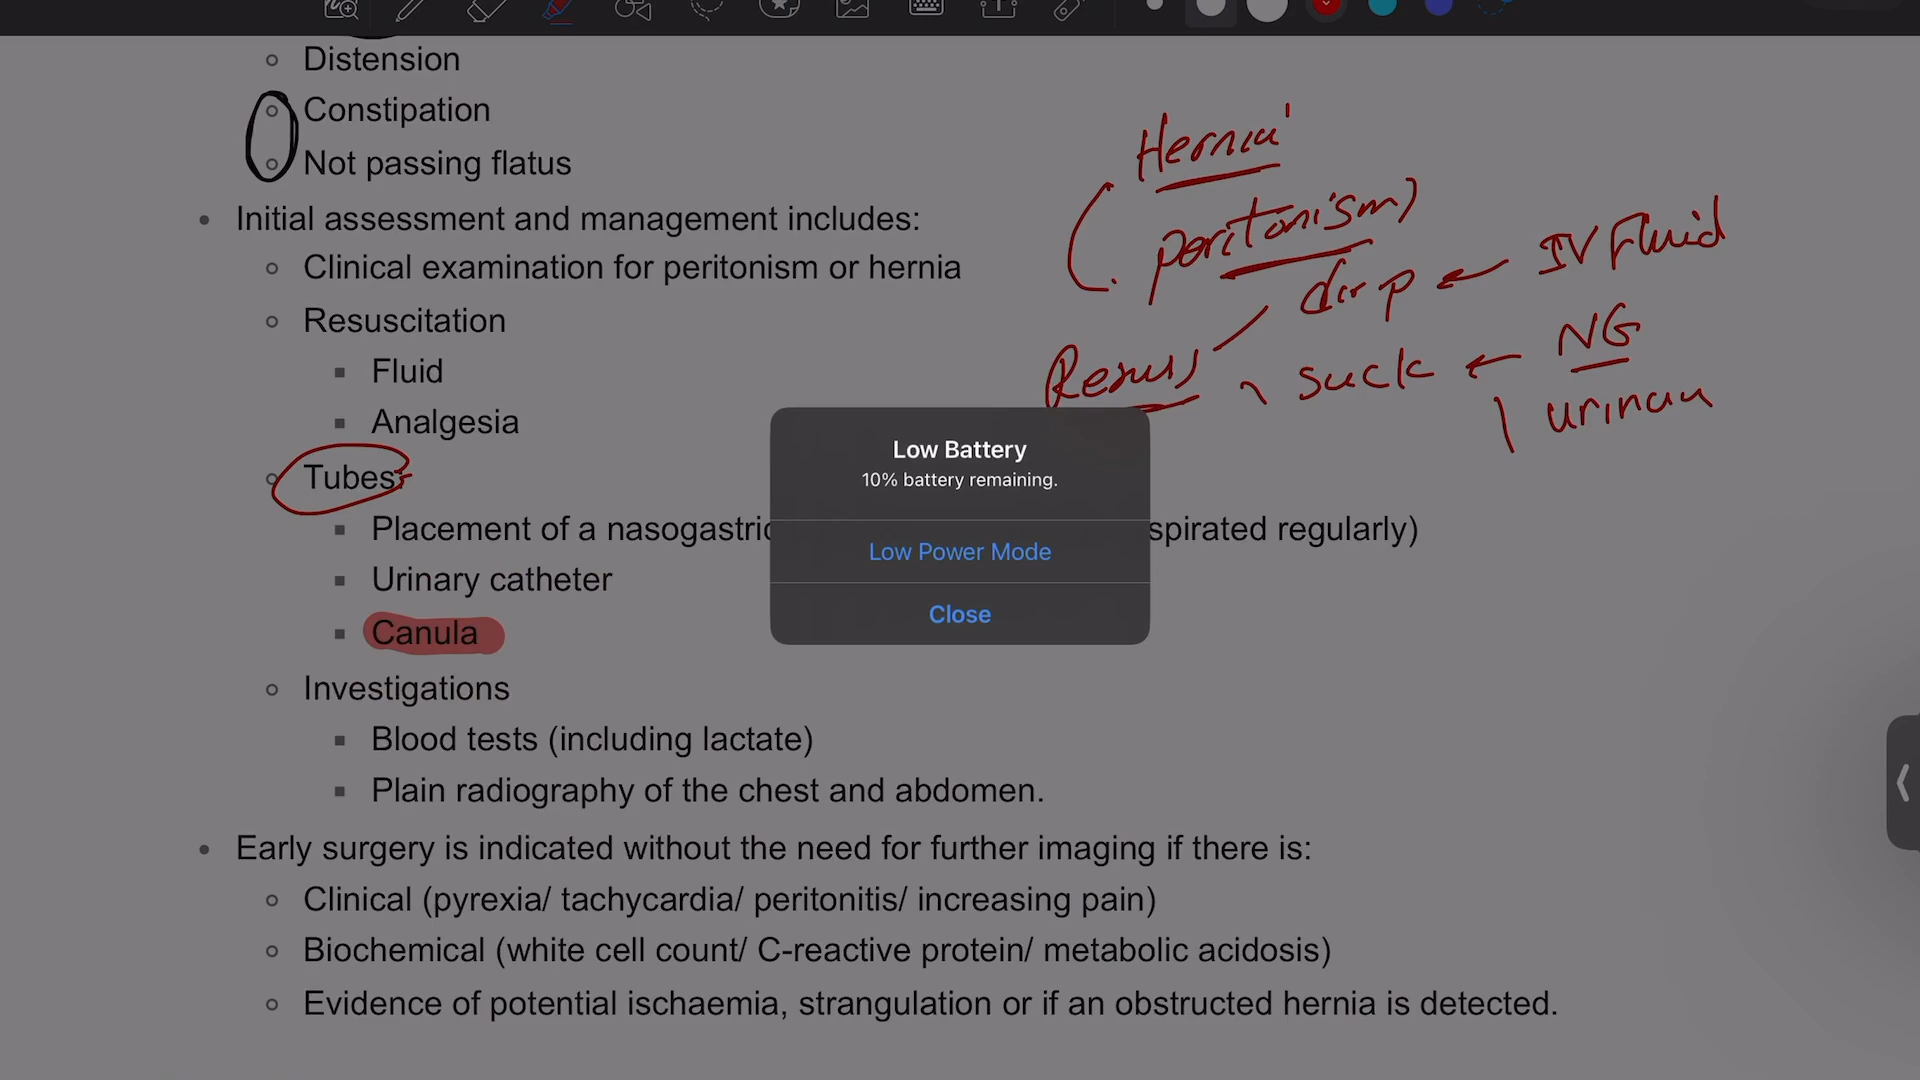 Distension
Constipation
Not passing flatus
Initial assessment and management includes:
Clinical examination for peritonism or hernia
Resuscitation
Fluid
Analgesia
Tubes:
Placement of a nasogastric
spirated regularly)
Urinary catheter
Canula
Investigations
Blood tests (including lactate)
Plain radiography of the chest and abdomen.
Early surgery is indicated without the need for further imaging if there is:
Clinical (pyrexia/ tachycardia/ peritonitis/ increasing pain)
Biochemical (white cell count/ C-reactive protein/ metabolic acidosis)
Evidence of potential ischaemia, strangulation or if an obstructed hernia is detected.
Hernia
(peritonism)
drip ← IV Fluid
suck ← NG
Low Battery
10% battery remaining.
Low Power Mode
Close